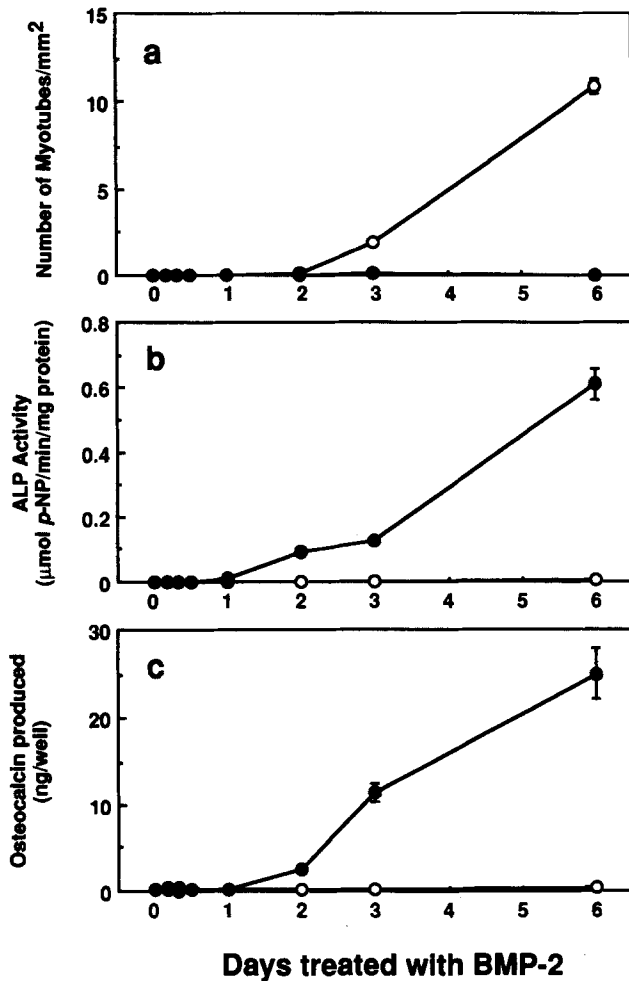 a
Number of Myotubes/mm²
15
10
5
0
0 1 2 3 4 5 6
b
ALP Activity
(μmol p-NP/min/mg protein)
0.8
0.6
0.4
0.2
0
0 1 2 3 4 5 6
c
Osteocalcin produced
(ng/well)
30
20
10
0
0 1 2 3 4 5 6
Days treated with BMP-2